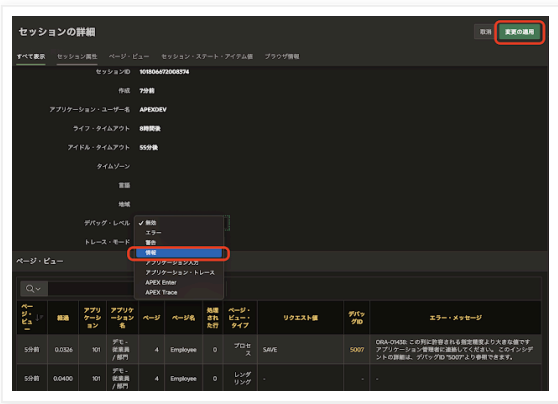 セッションの詳細
取消
変更の適用
すべて表示 セッション属性 ページ・ビュー セッション・ステート・アイテム値 ブラウザ情報
セッションID 101806672008374
作成 7分前
アプリケーション・ユーザー名 APEXDEV
ライフ・タイムアウト 8時間後
アイドル・タイムアウト 55分後
タイムゾーン
言語
地域
デバッグ・レベル ✓ 無効
エラー
トレース・モード 警告
情報
アプリケーション入力
アプリケーション・トレース
APEX Enter
APEX Trace
ページ・ビュー
ページ・ビュー 経過 アプリケーション アプリケーション名 ページ ページ名 処理された行 ページ・ビュー・タイプ リクエスト値 デバッグID エラー・メッセージ
5分前 0.0326 101 デモ - 従業員 / 部門 4 Employee 0 プロセス SAVE 5007 ORA-01438: この列に許容される指定精度より大きな値です アプリケーション管理者に連絡してください。 このインシデントの詳細は、デバッグID "5007"より参照できます。
5分前 0.0400 101 デモ - 従業員 / 部門 4 Employee 0 レンダリング - - -